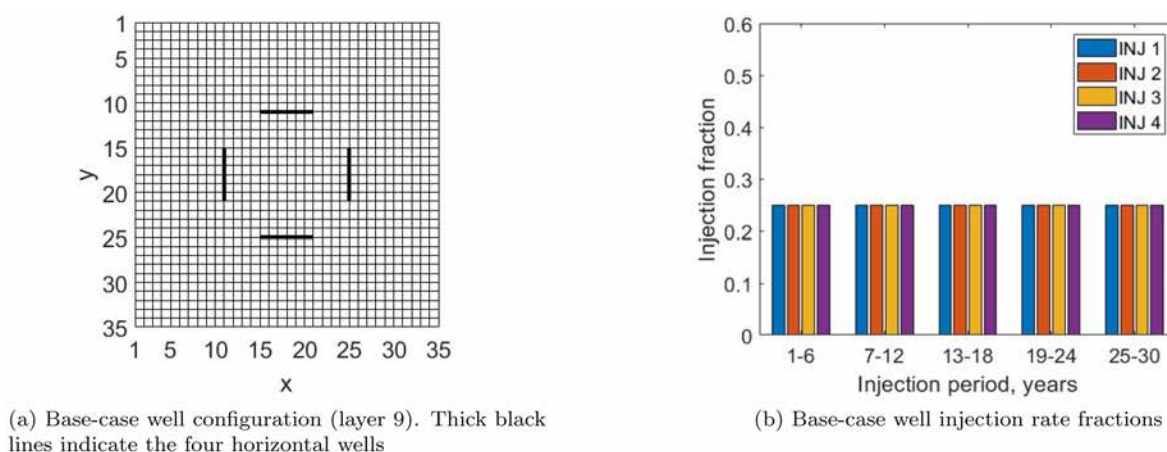 1
5
10
15
20
25
30
35
y
1 5 10 15 20 25 30 35
x
(a) Base-case well configuration (layer 9). Thick black
lines indicate the four horizontal wells
0.6
0.5
0.4
0.3
0.2
0.1
0
Injection fraction
INJ 1
INJ 2
INJ 3
INJ 4
1-6 7-12 13-18 19-24 25-30
Injection period, years
(b) Base-case well injection rate fractions